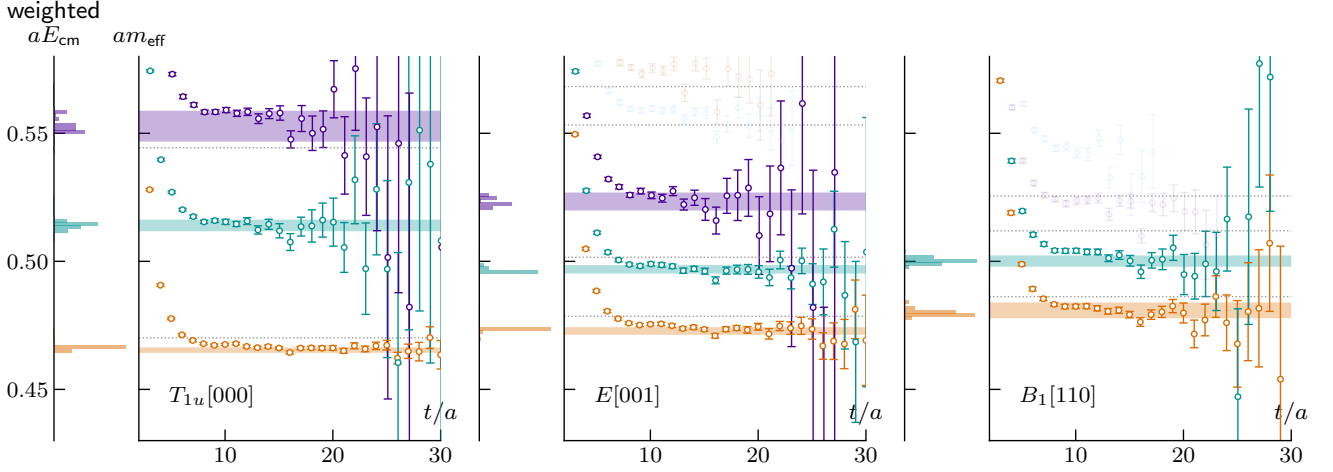 weighted
aE_cm am_eff
0.55
0.50
0.45
T_1u[000] t/a E[001] t/a B_1[110] t/a
10 20 30 10 20 30 10 20 30